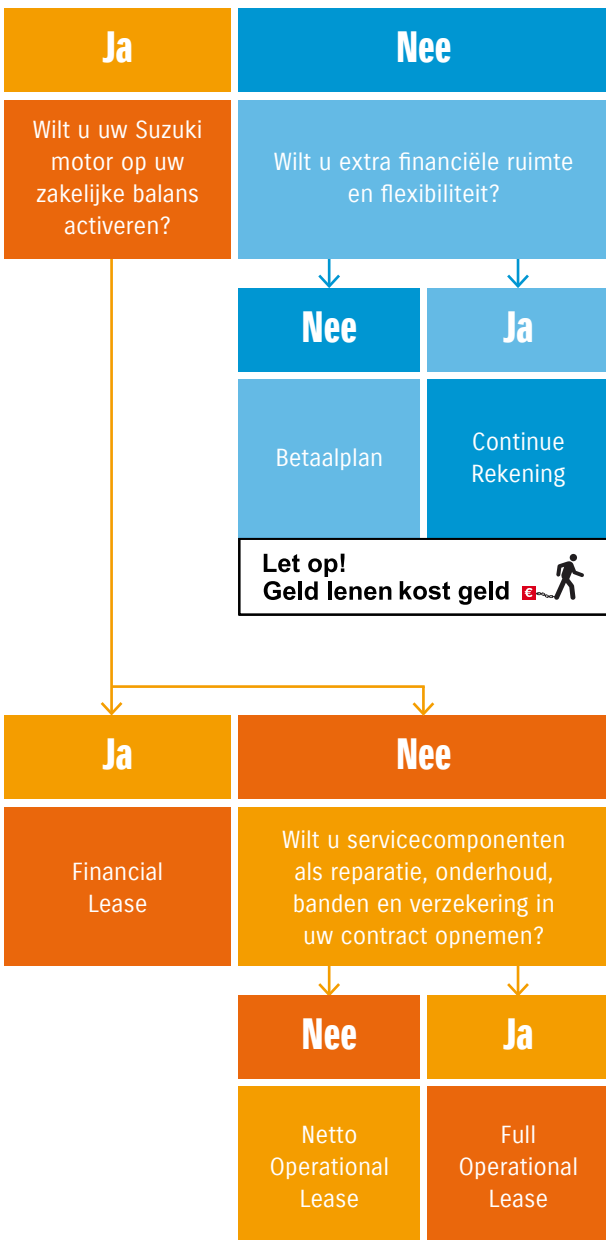 Ja
Nee
Wilt u uw Suzuki
motor op uw
zakelijke balans
activeren?
Wilt u extra financiële ruimte
en flexibiliteit?
Nee
Ja
Betaalplan
Continue
Rekening
Let op!
Geld lenen kost geld
€
Ja
Nee
Financial
Lease
Wilt u servicecomponenten
als reparatie, onderhoud,
banden en verzekering in
uw contract opnemen?
Nee
Ja
Netto
Operational
Lease
Full
Operational
Lease